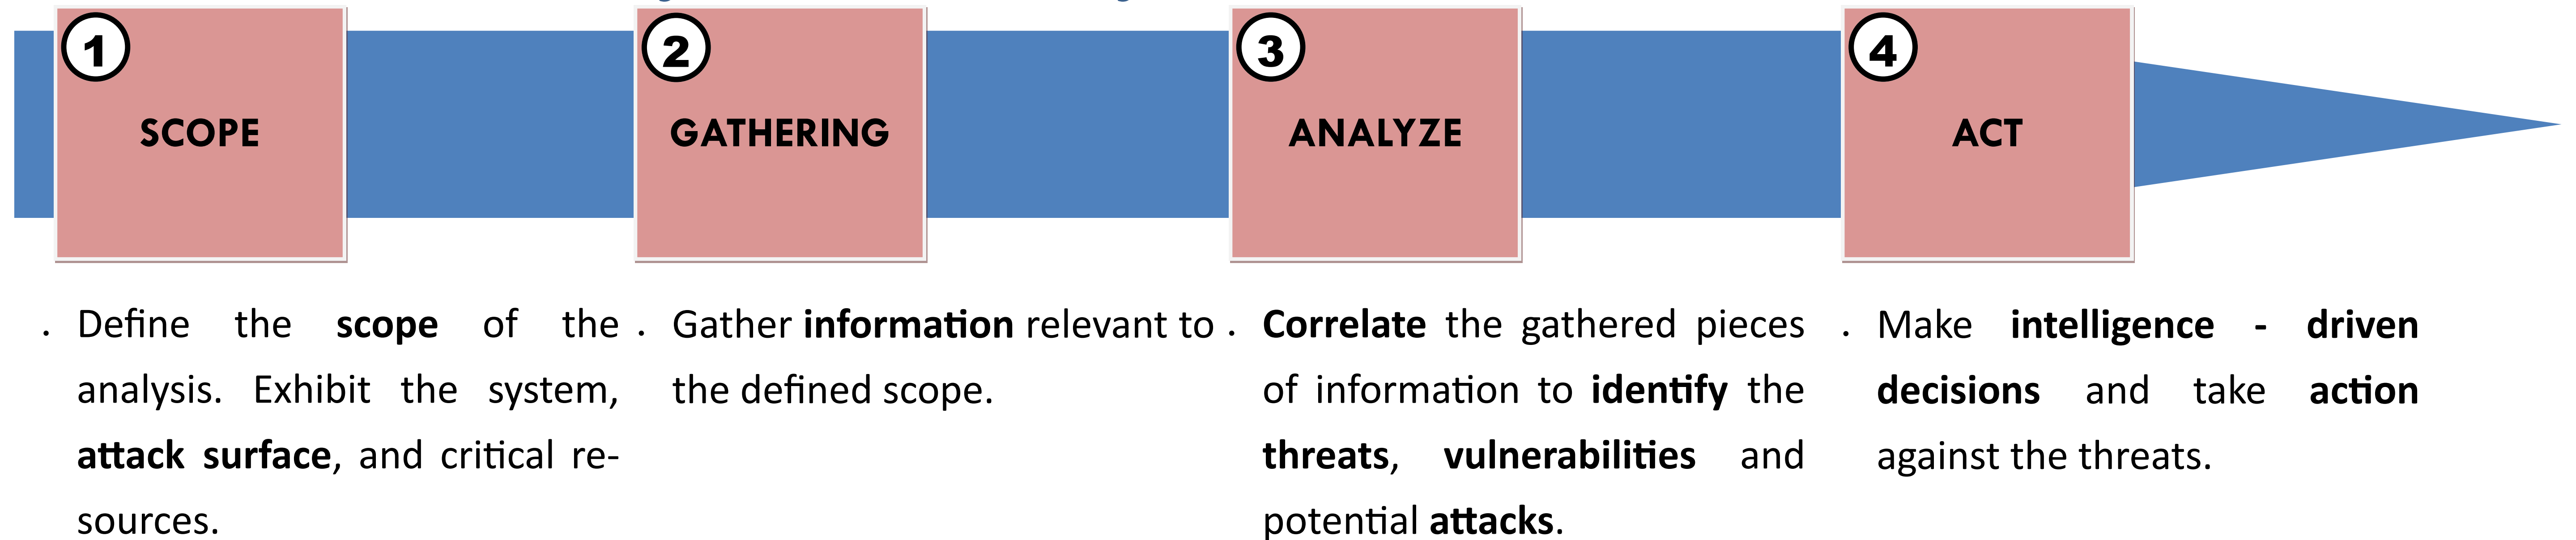 1
SCOPE
2
GATHERING
3
ANALYZE
4
ACT
. Define the scope of the
analysis. Exhibit the system,
attack surface, and critical re-
sources.
. Gather information relevant to
the defined scope.
. Correlate the gathered pieces
of information to identify the
threats, vulnerabilities and
potential attacks.
. Make intelligence - driven
decisions and take action
against the threats.